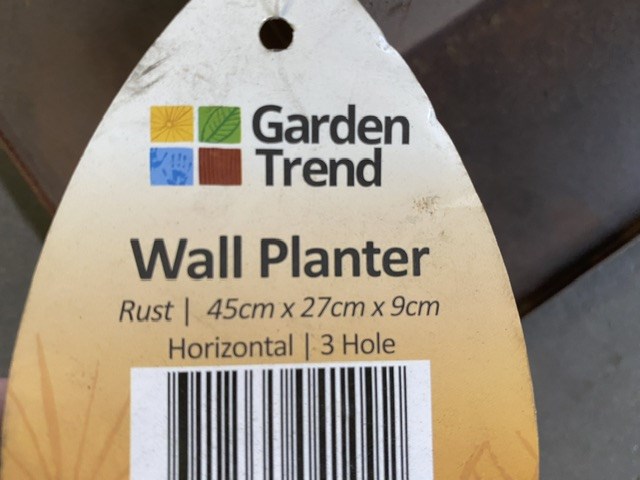 Garden
Trend
Wall Planter
Rust | 45cm x 27cm x 9cm
Horizontal | 3 Hole